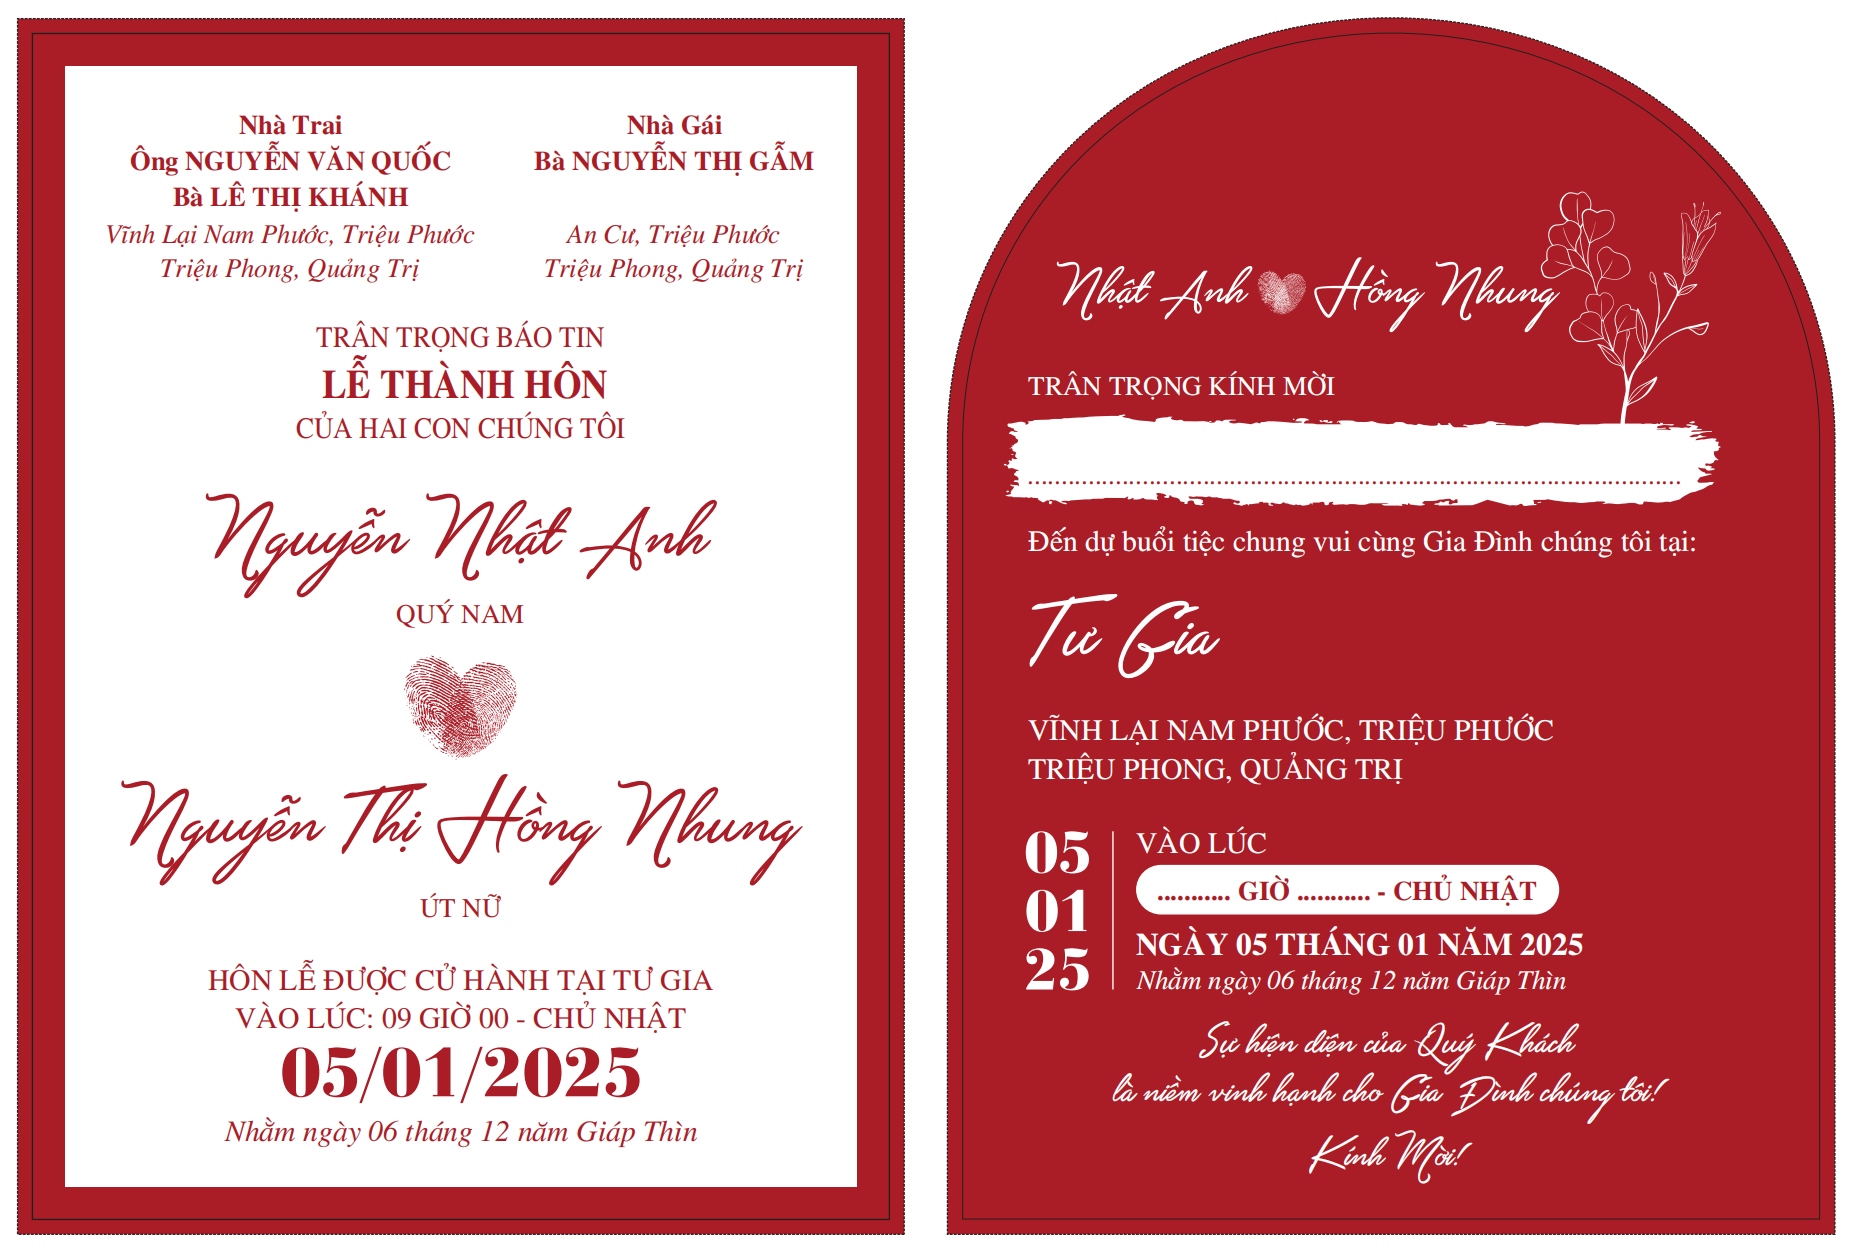 Nhà Trai
Ông NGUYỄN VĂN QUỐC
Bà LÊ THỊ KHÁNH
Vĩnh Lại Nam Phước, Triệu Phước
Triệu Phong, Quảng Trị
Nhà Gái
Bà NGUYỄN THỊ GẪM
An Cư, Triệu Phước
Triệu Phong, Quảng Trị
TRÂN TRỌNG BÁO TIN
LỄ THÀNH HÔN
CỦA HAI CON CHÚNG TÔI
Nguyễn Nhật Anh
QUÝ NAM
Nguyễn Thị Hồng Nhung
ÚT NỮ
HÔN LỄ ĐƯỢC CỬ HÀNH TẠI TƯ GIA
VÀO LÚC: 09 GIỜ 00 - CHỦ NHẬT
05/01/2025
Nhằm ngày 06 tháng 12 năm Giáp Thìn
Nhật Anh Hồng Nhung
TRÂN TRỌNG KÍNH MỜI
Đến dự buổi tiệc chung vui cùng Gia Đình chúng tôi tại:
Tư Gia
VĨNH LẠI NAM PHƯỚC, TRIỆU PHƯỚC
TRIỆU PHONG, QUẢNG TRỊ
05
01
25
VÀO LÚC
........... GIỜ ........... - CHỦ NHẬT
NGÀY 05 THÁNG 01 NĂM 2025
Nhằm ngày 06 tháng 12 năm Giáp Thìn
Sự hiện diện của Quý Khách
là niềm vinh hạnh cho Gia Đình chúng tôi!
Kính Mời!